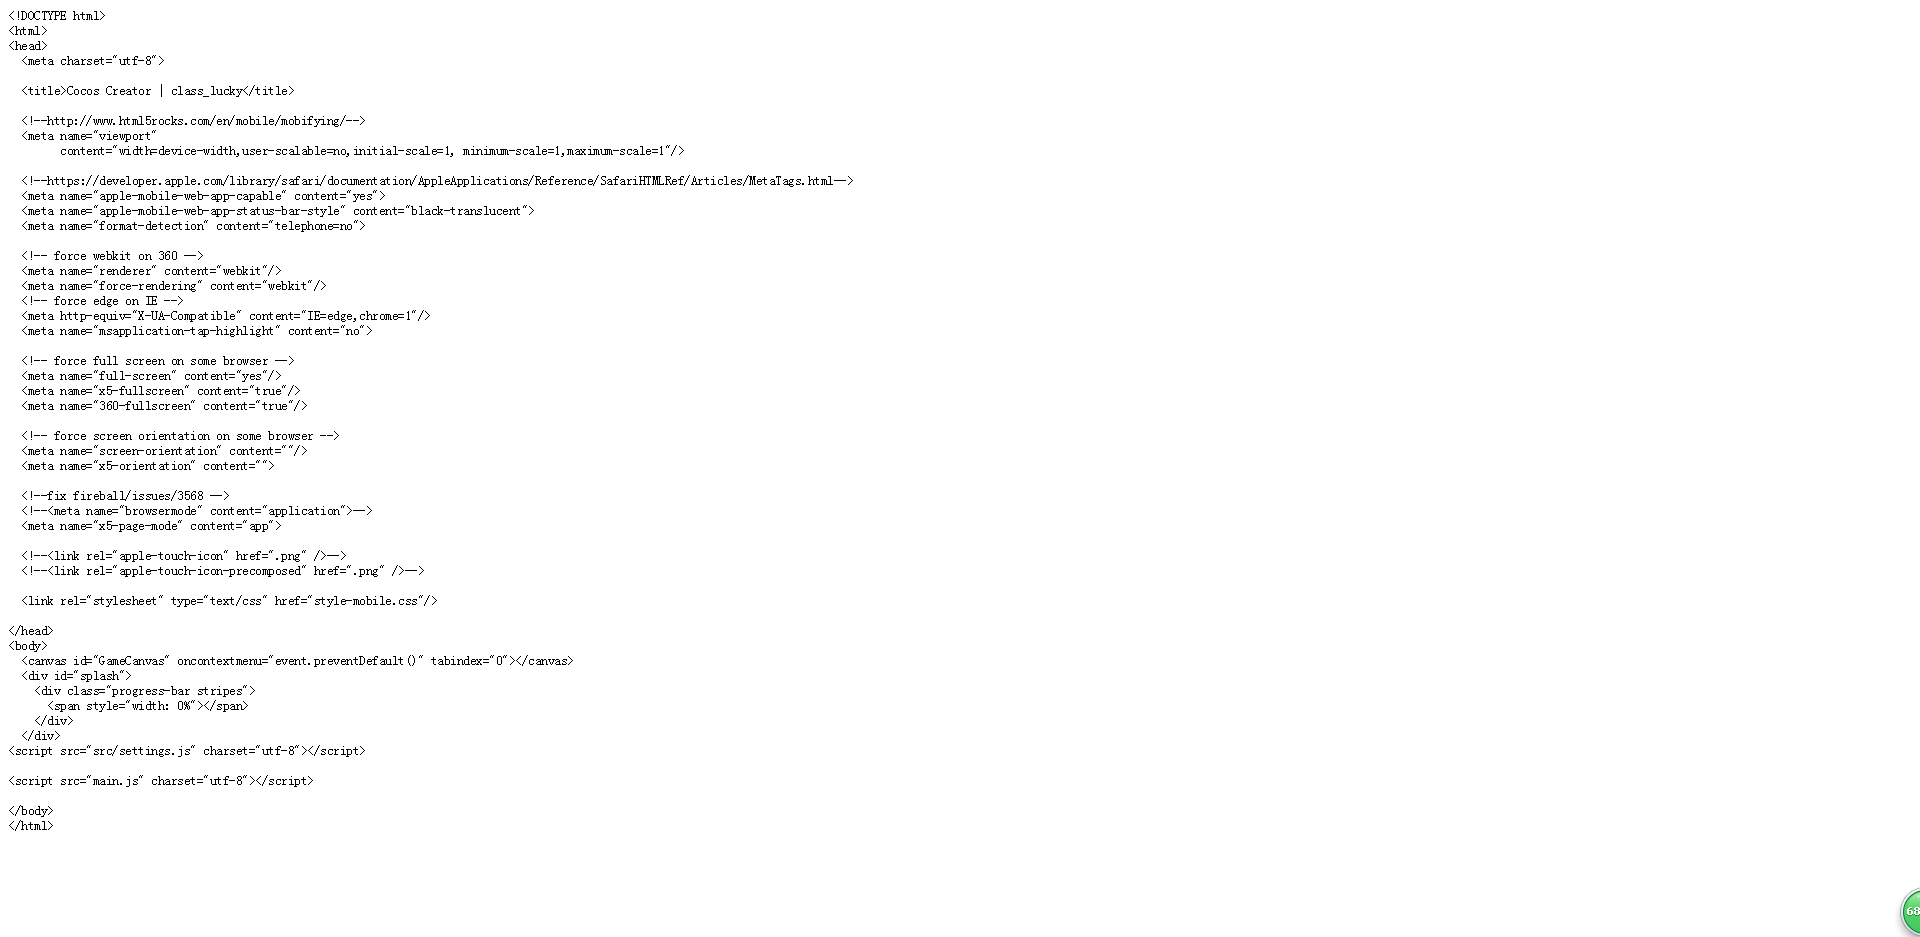 <!DOCTYPE html>
<html>
<head>
<meta charset="utf-8">
<title>Cocos Creator | class_lucky</title>
<!--http://www.html5rocks.com/en/mobile/mobifying/-->
<meta name="viewport"
content="width=device-width,user-scalable=no,initial-scale=1, minimum-scale=1,maximum-scale=1"/>
<!--https://developer.apple.com/library/safari/documentation/AppleApplications/Reference/SafariHTMLRef/Articles/MetaTags.html-->
<meta name="apple-mobile-web-app-capable" content="yes">
<meta name="apple-mobile-web-app-status-bar-style" content="black-translucent">
<meta name="format-detection" content="telephone=no">
<!-- force webkit on 360 -->
<meta name="renderer" content="webkit"/>
<meta name="force-rendering" content="webkit"/>
<!-- force edge on IE -->
<meta http-equiv="X-UA-Compatible" content="IE=edge,chrome=1"/>
<meta name="msapplication-tap-highlight" content="no">
<!-- force full screen on some browser -->
<meta name="full-screen" content="yes"/>
<meta name="x5-fullscreen" content="true"/>
<meta name="360-fullscreen" content="true"/>
<!-- force screen orientation on some browser -->
<meta name="screen-orientation" content=""/>
<meta name="x5-orientation" content="">
<!--fix fireball/issues/3568 -->
<!--<meta name="browsermode" content="application">-->
<meta name="x5-page-mode" content="app">
<!--<link rel="apple-touch-icon" href=".png" />-->
<!--<link rel="apple-touch-icon-precomposed" href=".png" />-->
<link rel="stylesheet" type="text/css" href="style-mobile.css"/>
</head>
<body>
<canvas id="GameCanvas" oncontextmenu="event.preventDefault()" tabindex="0"></canvas>
<div id="splash">
<div class="progress-bar stripes">
<span style="width: 0%"></span>
</div>
</div>
<script src="src/settings.js" charset="utf-8"></script>
<script src="main.js" charset="utf-8"></script>
</body>
</html>
68